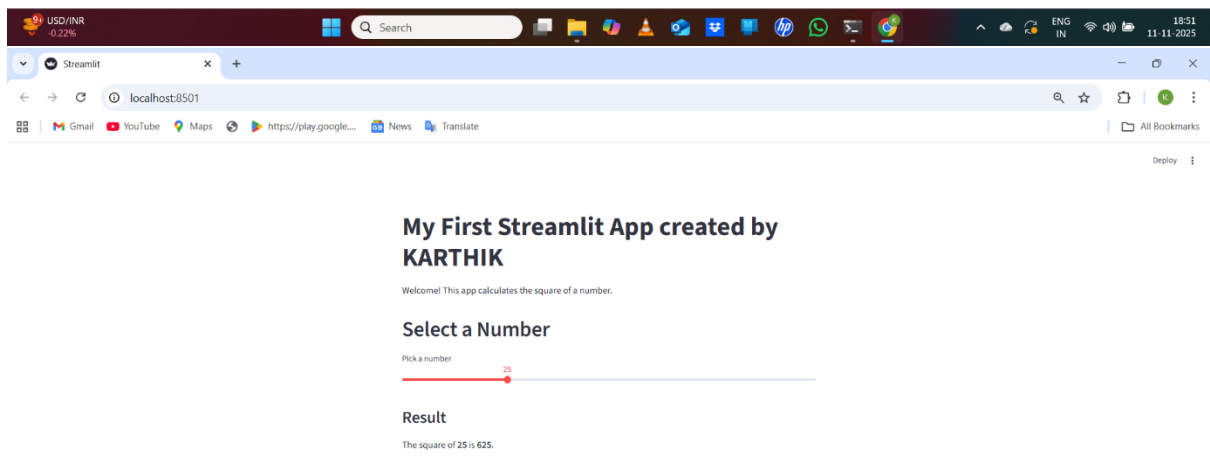 9+
USD/INR
-0.22%
Search
hp
ENG
IN
18:51
11-11-2025
Streamlit
localhost:8501
K
Gmail
YouTube
Maps
https://play.google....
News
Translate
All Bookmarks
Deploy
My First Streamlit App created by
KARTHIK
Welcome! This app calculates the square of a number.
Select a Number
Pick a number
25
Result
The square of 25 is 625.